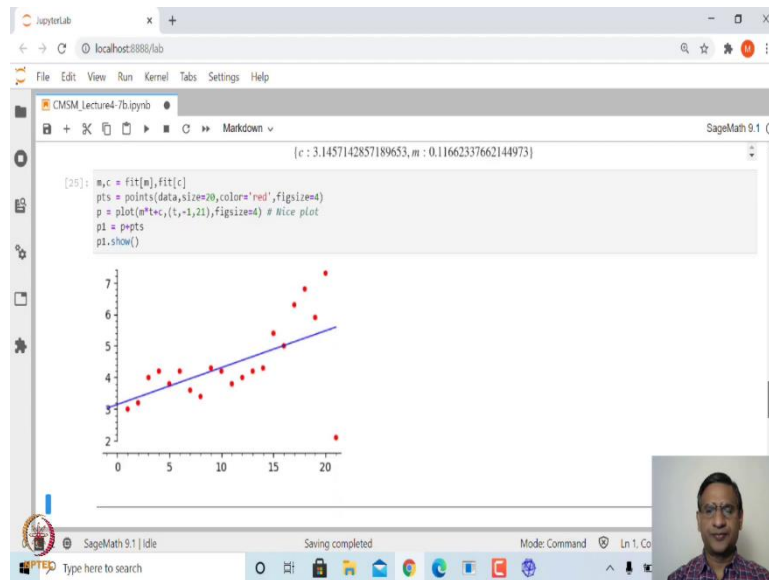 JupyterLab
localhost:8888/lab
M
File Edit View Run Kernel Tabs Settings Help
CMSM_Lecture4-7b.ipynb
Markdown
SageMath 9.1
{c : 3.1457142857189653, m : 0.11662337662144973}
[25]: m,c = fit[m],fit[c]
pts = points(data,size=20,color='red',figsize=4)
p = plot(m*t+c,(t,-1,21),figsize=4) # Nice plot
p1 = p+pts
p1.show()
7
6
5
4
3
2
0 5 10 15 20
SageMath 9.1 | Idle Saving completed Mode: Command Ln 1, Co
NPTEL
Type here to search